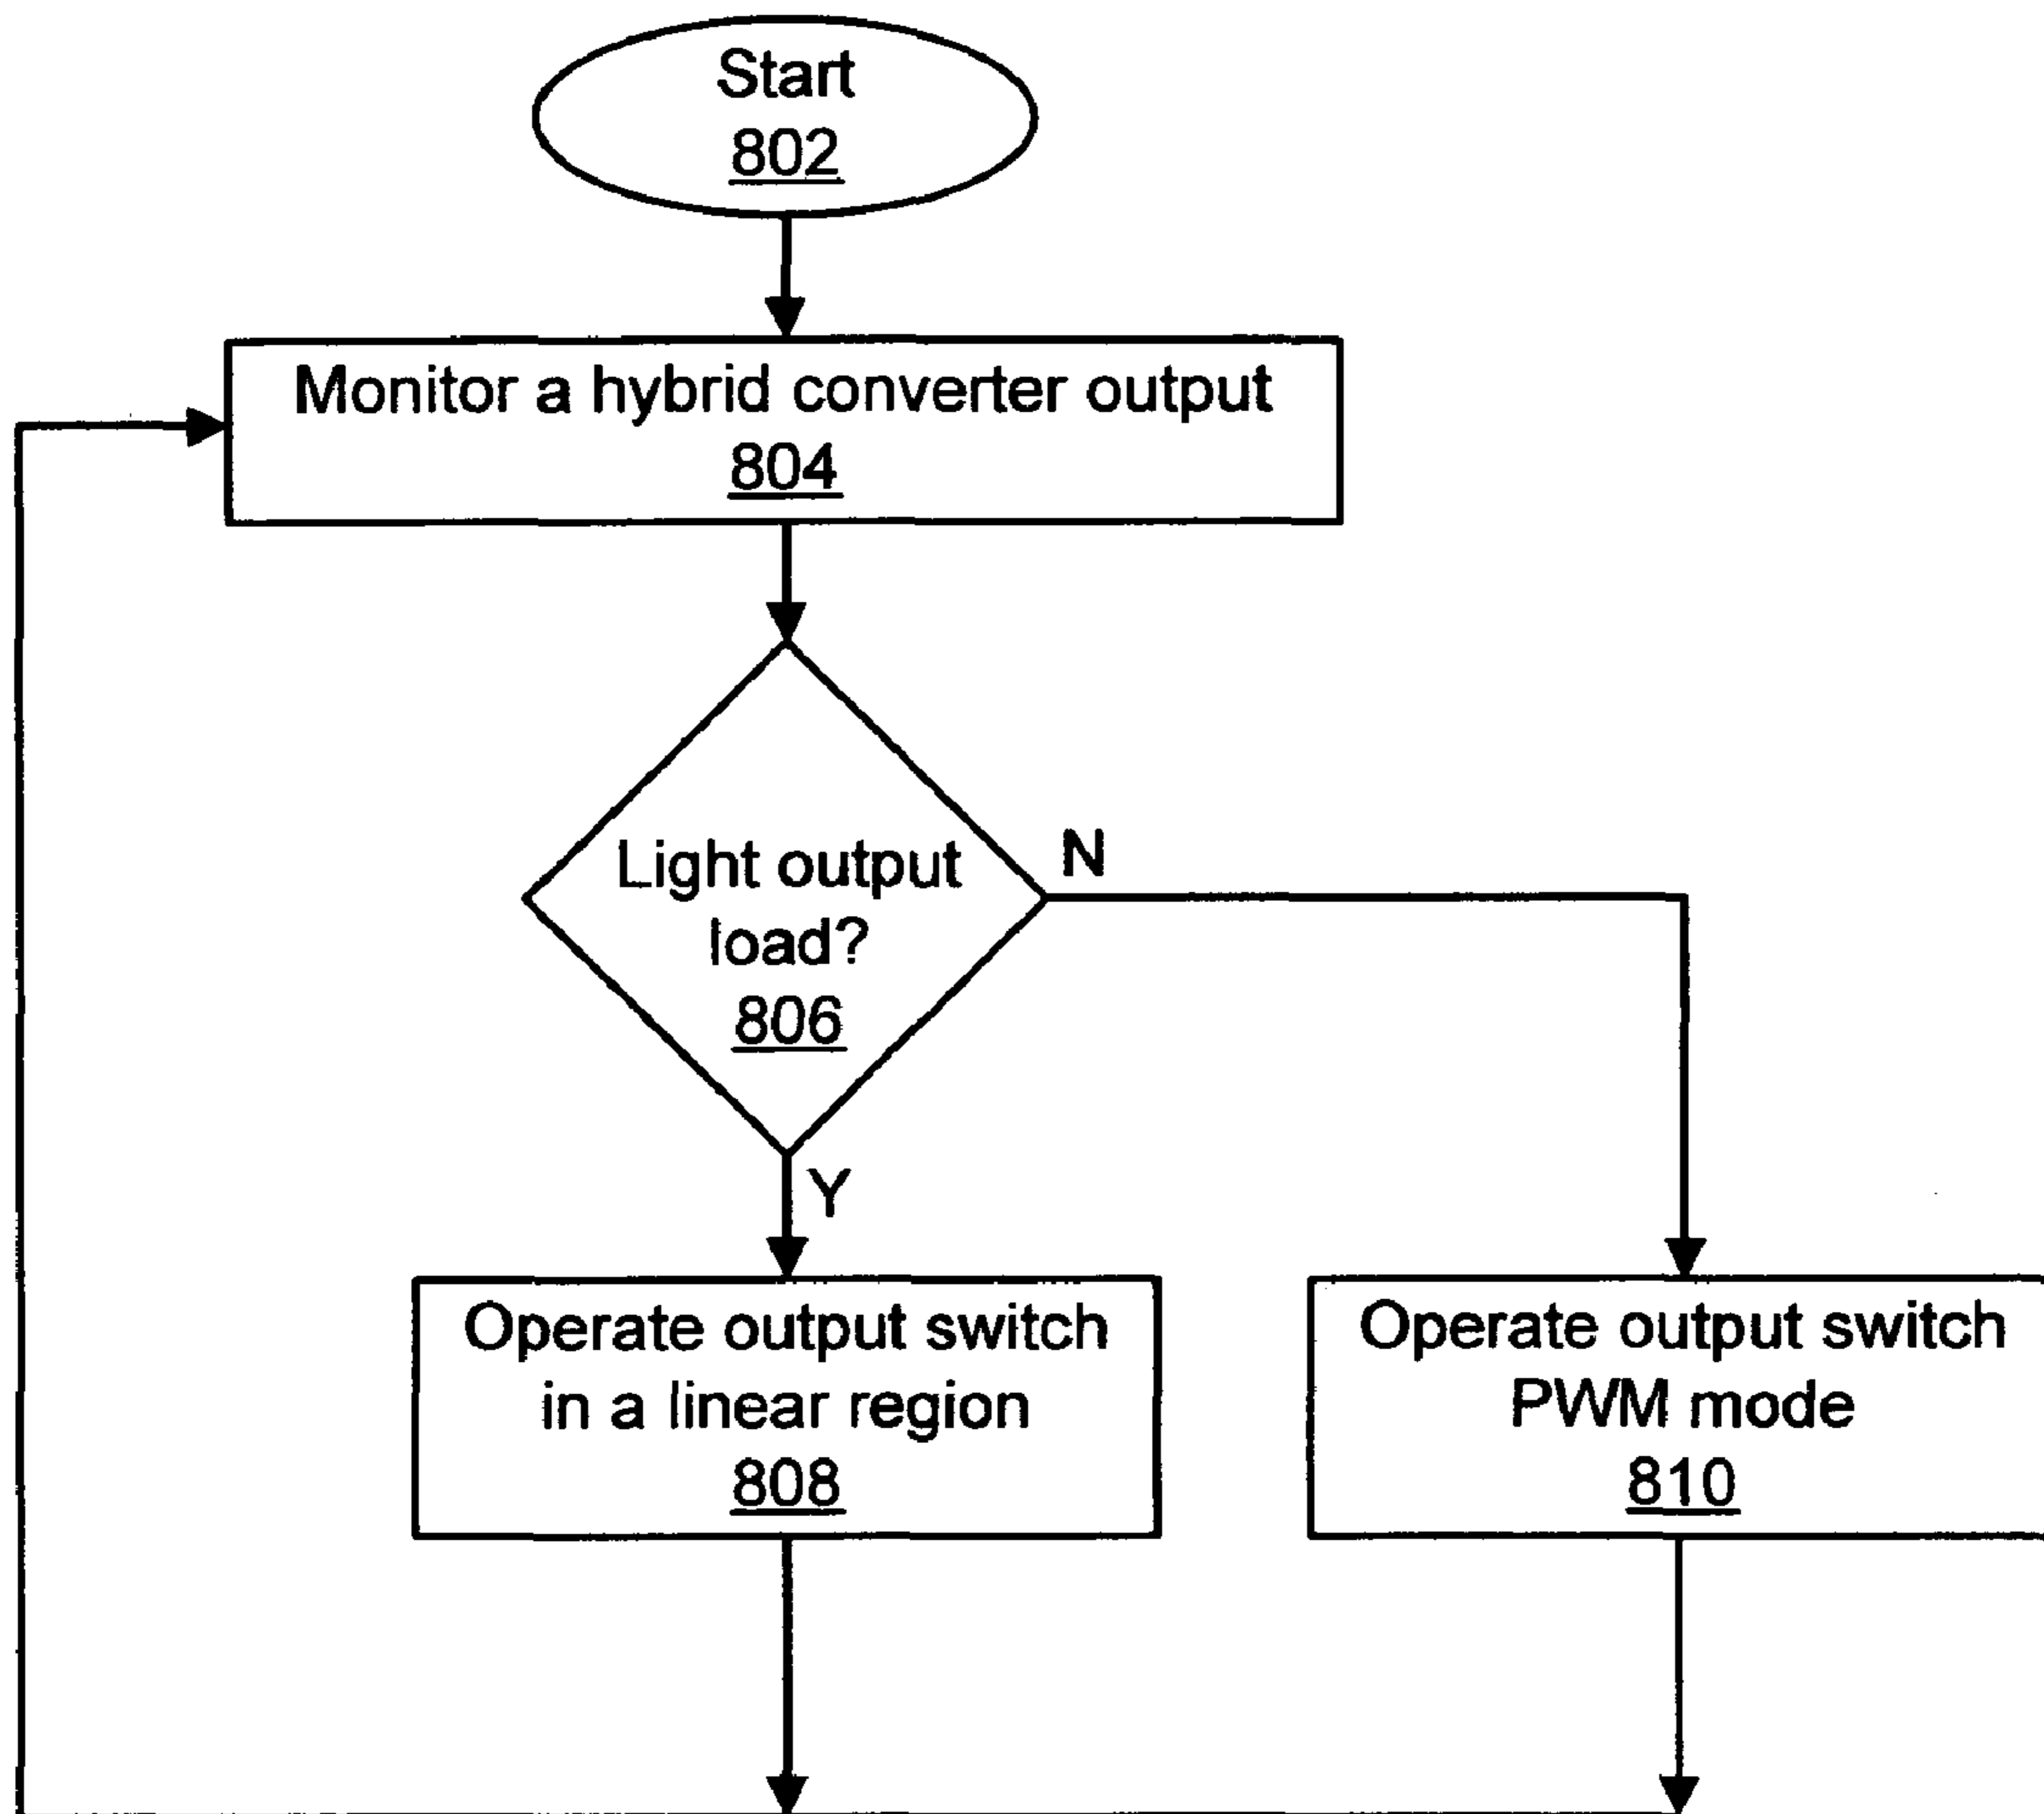 Start
802
Monitor a hybrid converter output
804
Light output
load?
806
N
Y
Operate output switch
in a linear region
808
Operate output switch
PWM mode
810